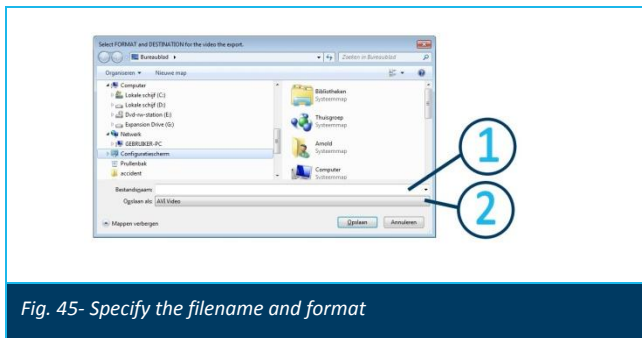 Select FORMAT and DESTINATION for the video the export.
Bureaublad
Zoeken in Bureaublad
Organiseren
Nieuwe map
Computer
Lokale schijf (C:)
Lokale schijf (D:)
Dvd-rw-station (E:)
Expansion Drive (G:)
Netwerk
GEBRUIKER-PC
Configuratiescherm
Prullenbak
accident
Bibliotheken
Systeemmap
Thuisgroep
Systeemmap
Arnold
Systeemmap
Computer
Systeemmap
Bestandsnaam:
Opslaan als: AVI Video
Mappen verbergen
Opslaan
Annuleren
1
2
Fig. 45- Specify the filename and format